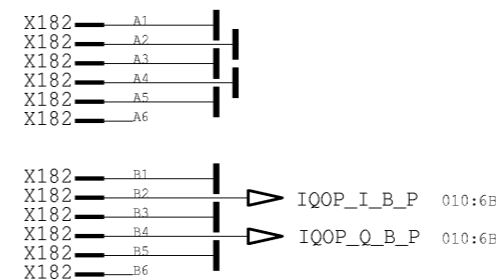 X182 A1
X182 A2
X182 A3
X182 A4
X182 A5
X182 A6
X182 B1
X182 B2 IQOP_I_B_P 010:6B
X182 B3
X182 B4 IQOP_Q_B_P 010:6B
X182 B5
X182 B6